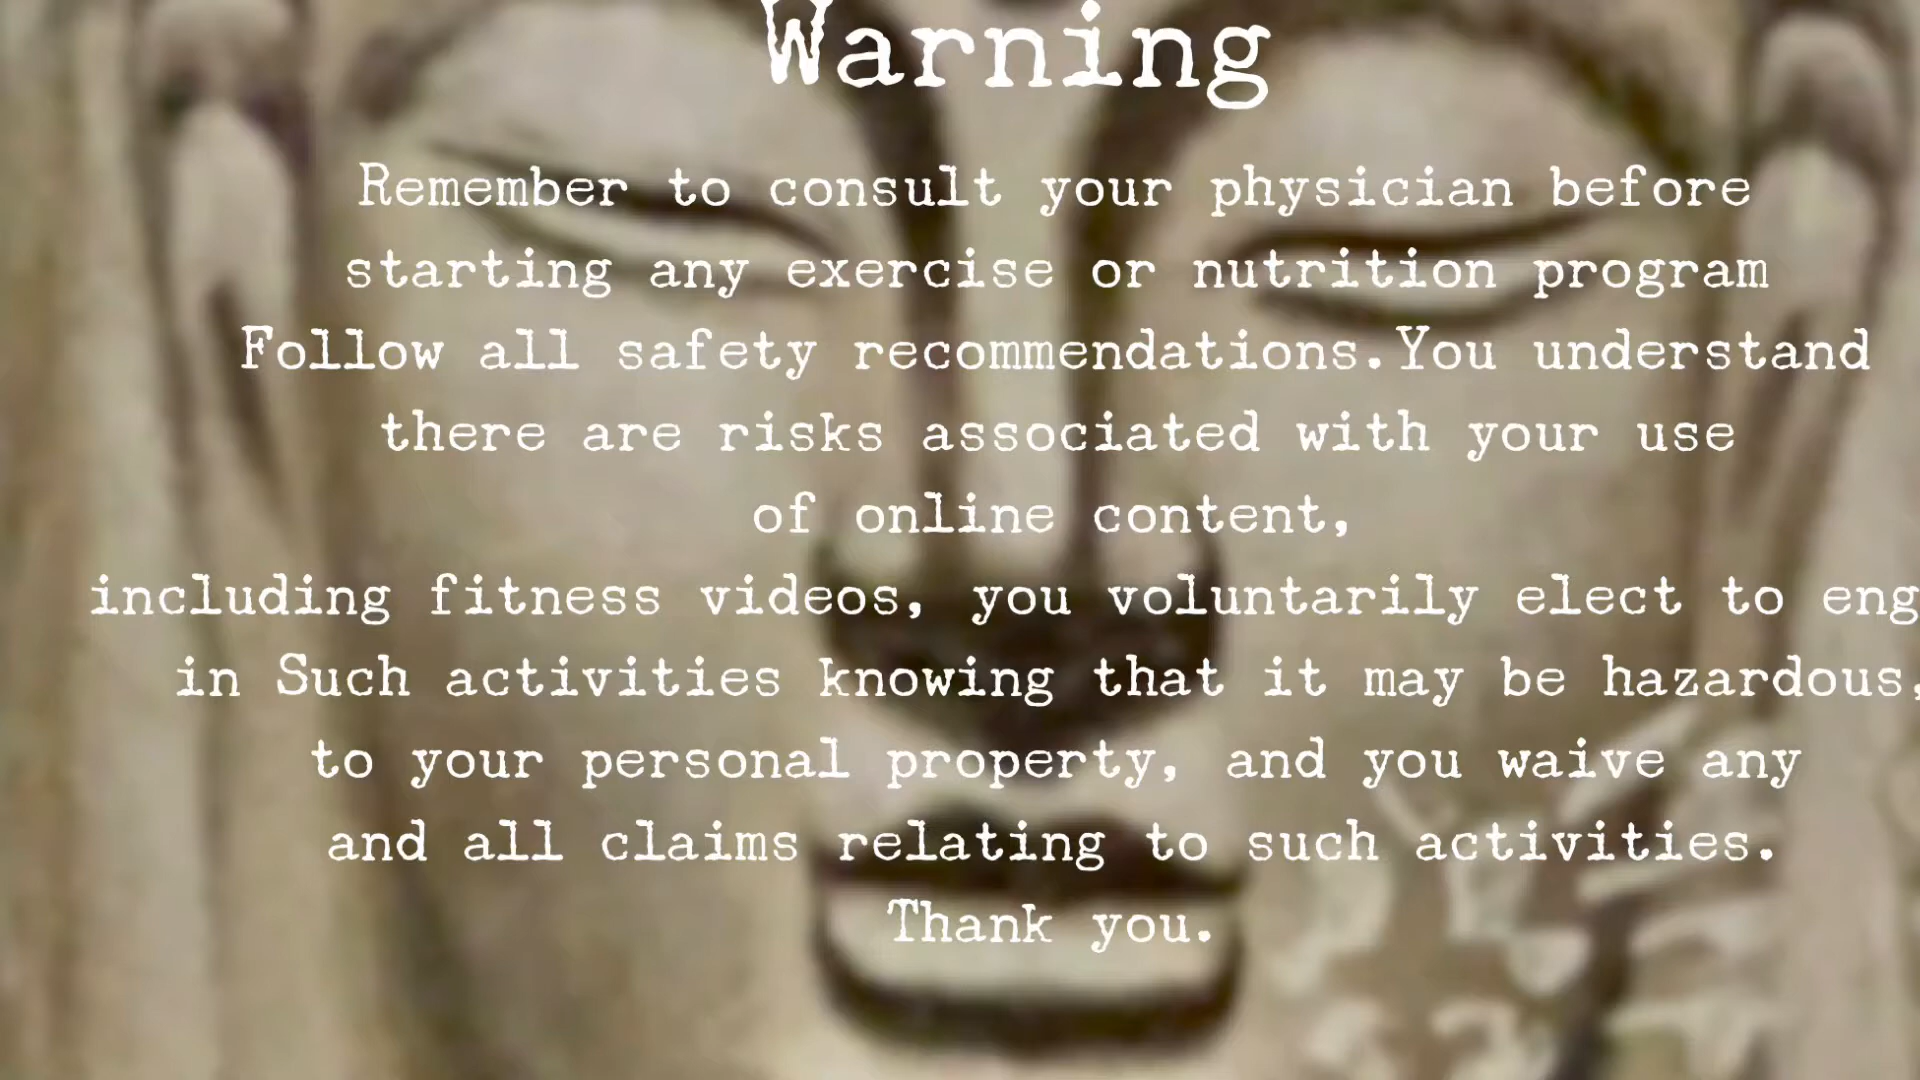 Warning
Remember to consult your physician before
starting any exercise or nutrition program
Follow all safety recommendations.You understand
there are risks associated with your use
of online content,
including fitness videos, you voluntarily elect to eng
in Such activities knowing that it may be hazardous,
to your personal property, and you waive any
and all claims relating to such activities.
Thank you.